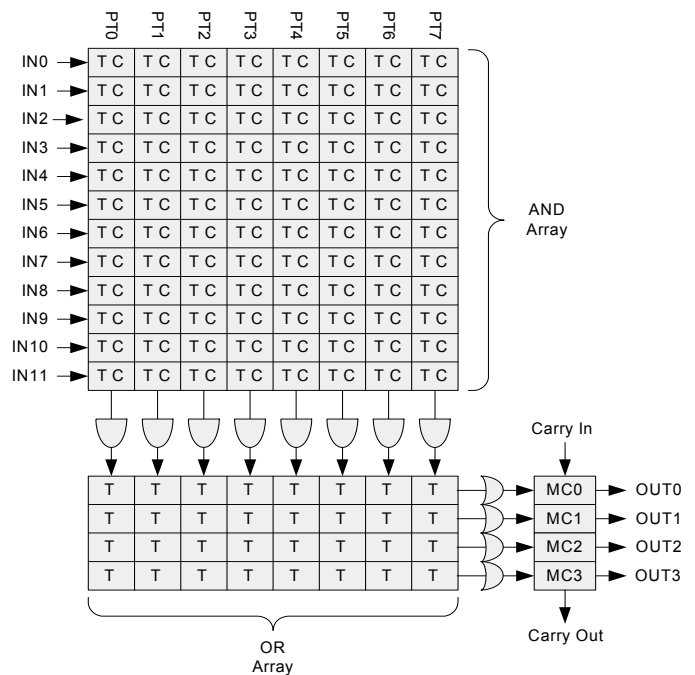 PT0 PT1 PT2 PT3 PT4 PT5 PT6 PT7
IN0 T C T C T C T C T C T C T C T C
IN1 T C T C T C T C T C T C T C T C
IN2 T C T C T C T C T C T C T C T C
IN3 T C T C T C T C T C T C T C T C
IN4 T C T C T C T C T C T C T C T C
IN5 T C T C T C T C T C T C T C T C
IN6 T C T C T C T C T C T C T C T C
IN7 T C T C T C T C T C T C T C T C
IN8 T C T C T C T C T C T C T C T C
IN9 T C T C T C T C T C T C T C T C
IN10 T C T C T C T C T C T C T C T C
IN11 T C T C T C T C T C T C T C T C
AND
Array
Carry In
T T T T T T T T MC0 OUT0
T T T T T T T T MC1 OUT1
T T T T T T T T MC2 OUT2
T T T T T T T T MC3 OUT3
Carry Out
OR
Array